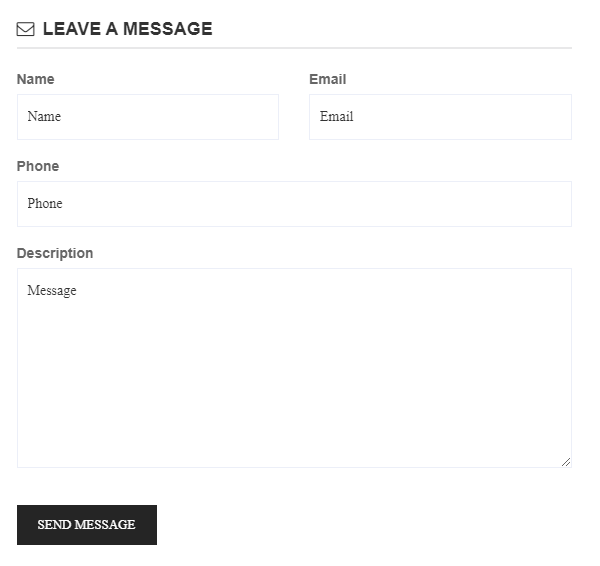 LEAVE A MESSAGE
Name Email
Name Email
Phone
Phone
Description
Message
SEND MESSAGE